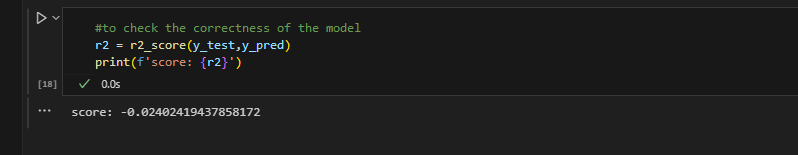 #to check the correctness of the model
r2 = r2_score(y_test,y_pred)
print(f'score: {r2}')
[18] 0.0s
... score: -0.02402419437858172